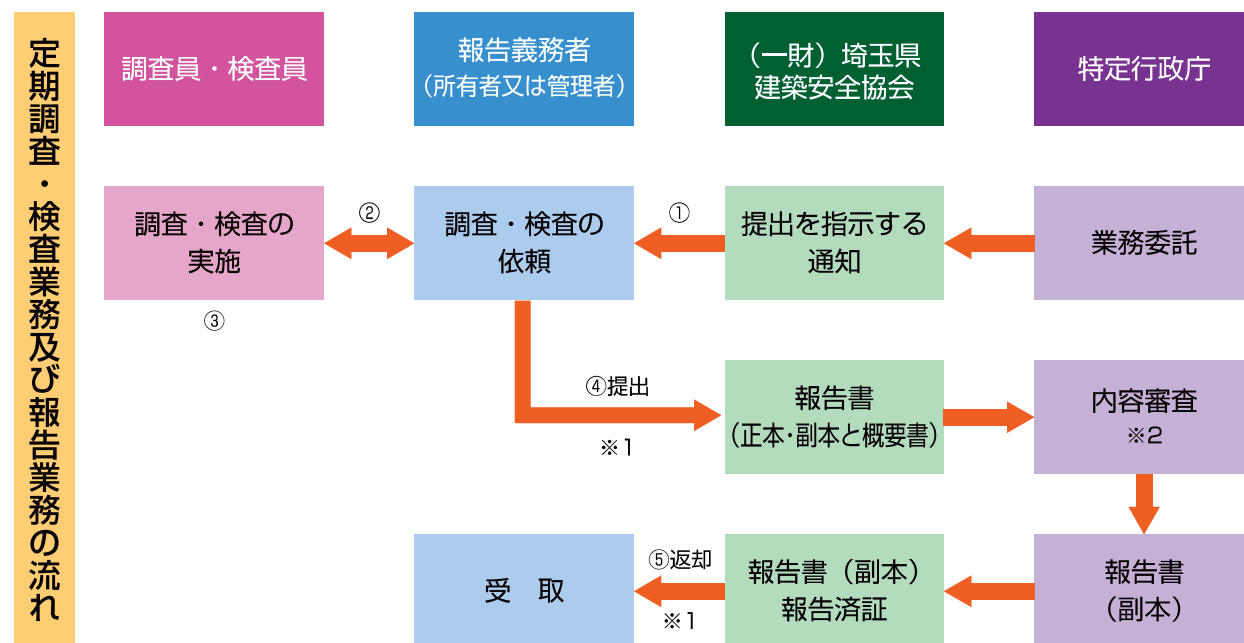 定期調査・検査業務及び報告業務の流れ
調査員・検査員
報告義務者
（所有者又は管理者）
（一財）埼玉県
建築安全協会
特定行政庁
調査・検査の
実施
②
調査・検査の
依頼
①
提出を指示する
通知
業務委託
③
④提出
※1
報告書
（正本・副本と概要書）
内容審査
※2
受　取
⑤返却
※1
報告書（副本）
報告済証
報告書
（副本）